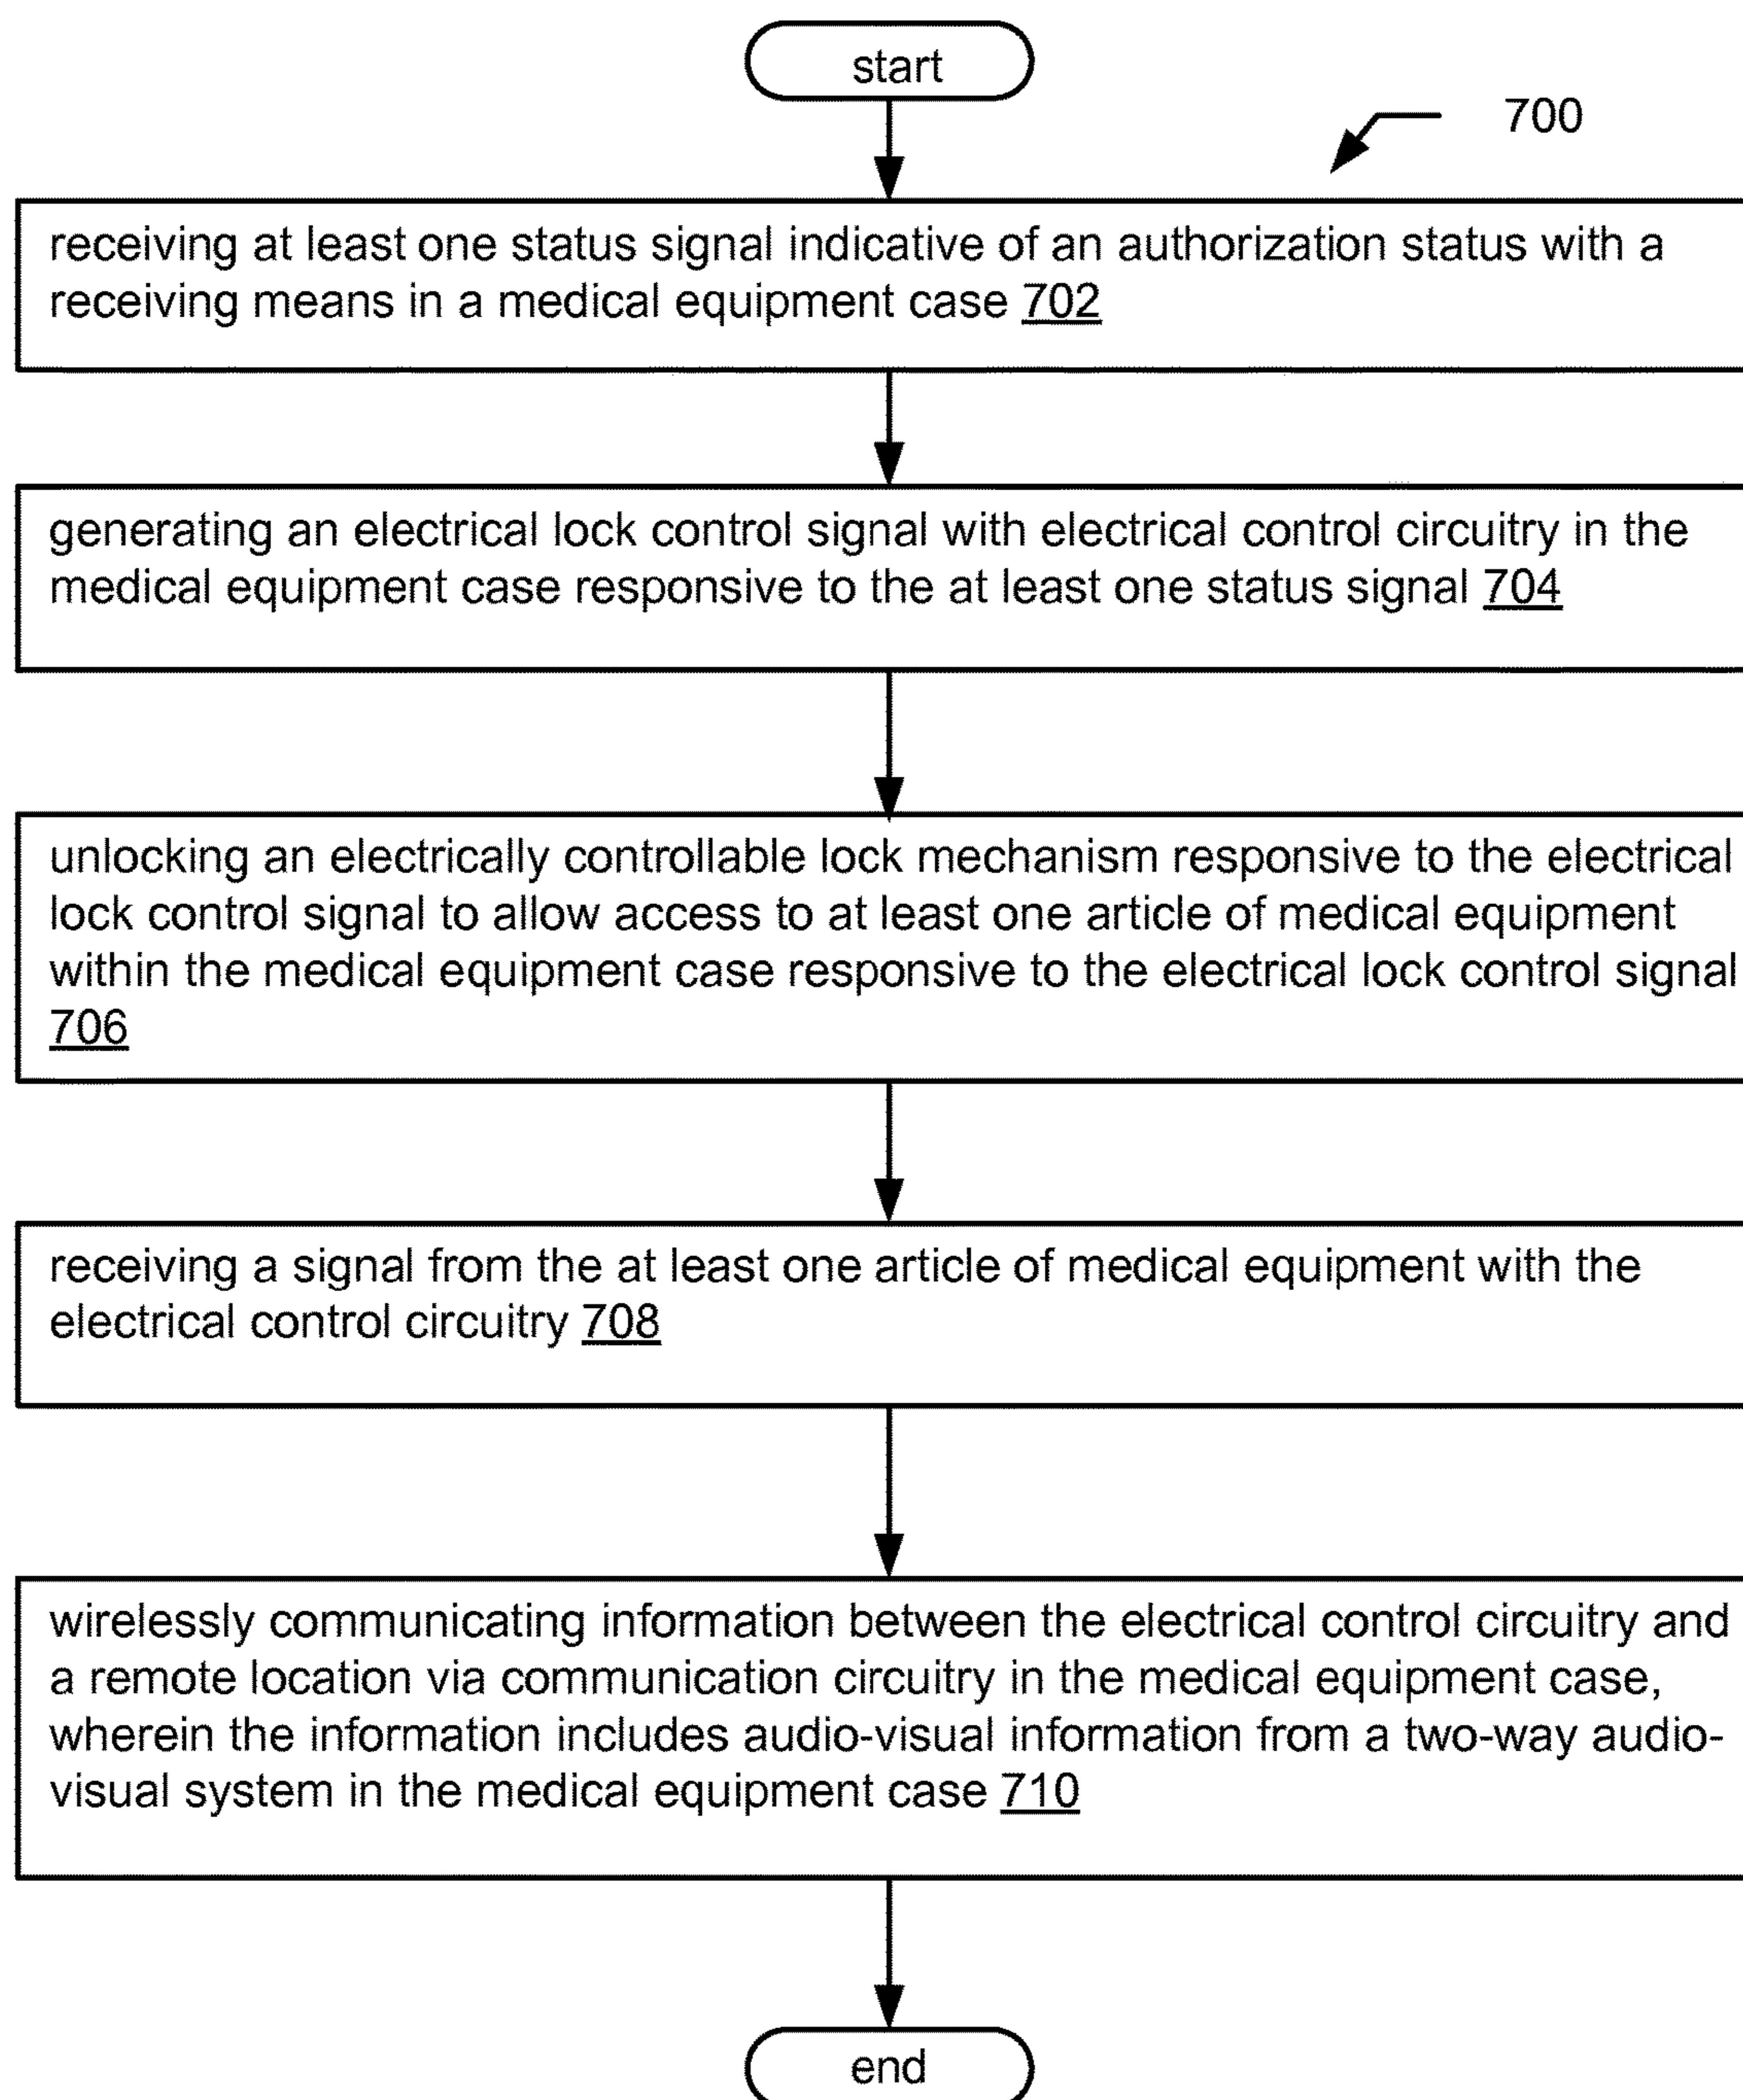 start
700
receiving at least one status signal indicative of an authorization status with a
receiving means in a medical equipment case 702
generating an electrical lock control signal with electrical control circuitry in the
medical equipment case responsive to the at least one status signal 704
unlocking an electrically controllable lock mechanism responsive to the electrical
lock control signal to allow access to at least one article of medical equipment
within the medical equipment case responsive to the electrical lock control signal
706
receiving a signal from the at least one article of medical equipment with the
electrical control circuitry 708
wirelessly communicating information between the electrical control circuitry and
a remote location via communication circuitry in the medical equipment case,
wherein the information includes audio-visual information from a two-way audio-
visual system in the medical equipment case 710
end